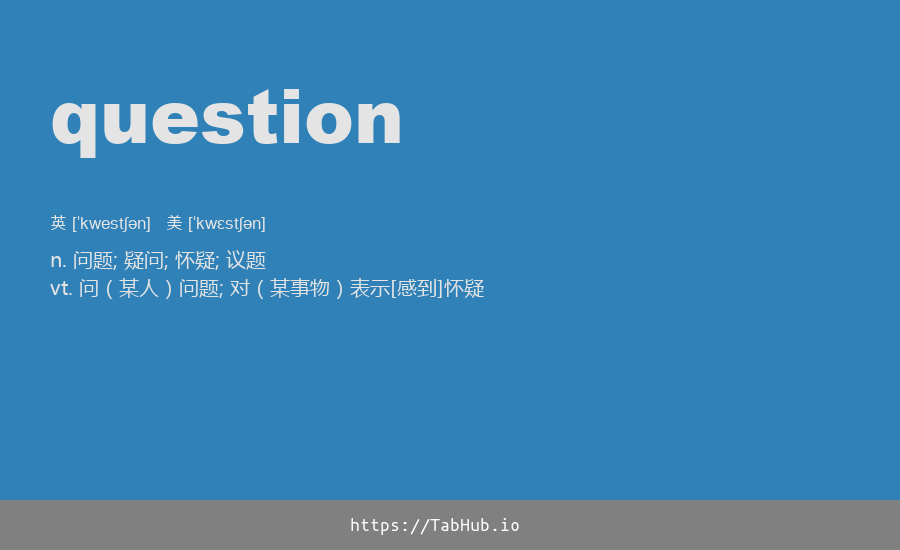 question
英 [ˈkwestʃən] 美 [ˈkwɛstʃən]
n. 问题; 疑问; 怀疑; 议题
vt. 问（某人）问题; 对（某事物）表示[感到]怀疑
https://TabHub.io